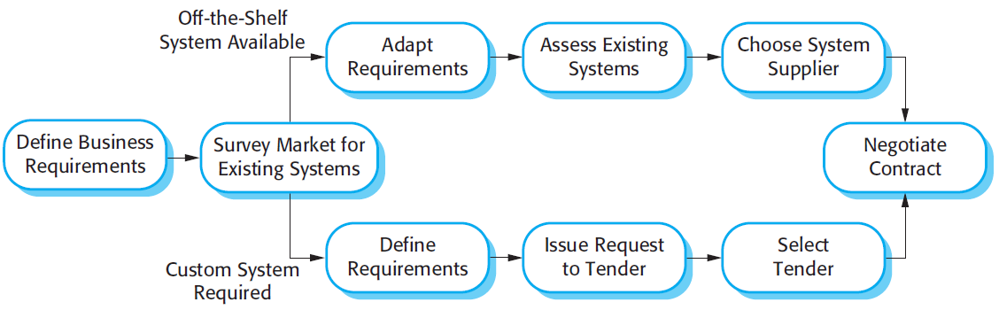 Off-the-Shelf
System Available
Adapt
Requirements
Assess Existing
Systems
Choose System
Supplier
Define Business
Requirements
Survey Market for
Existing Systems
Negotiate
Contract
Custom System
Required
Define
Requirements
Issue Request
to Tender
Select
Tender